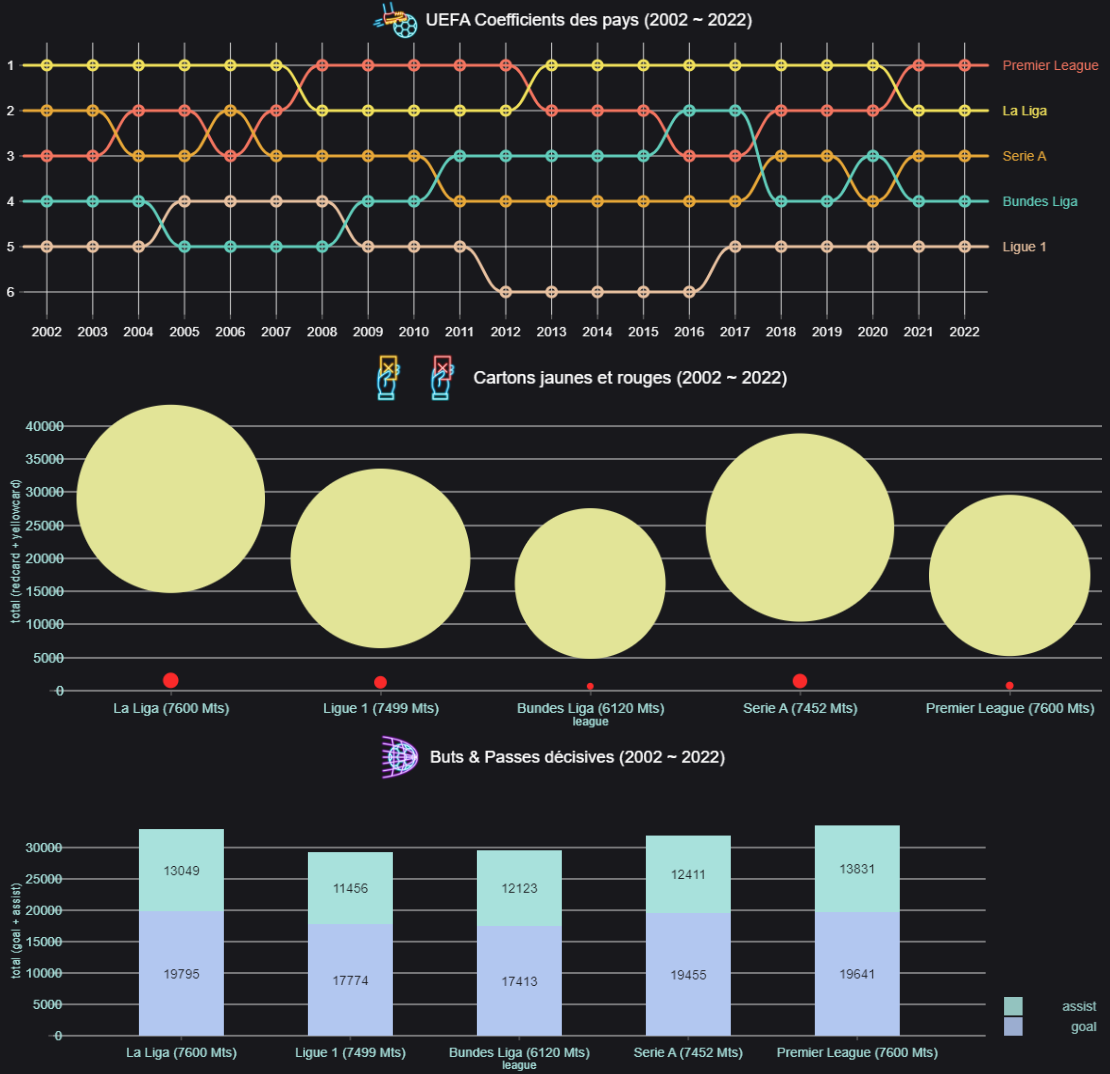 UEFA Coefficients des pays (2002 ~ 2022)
1
Premier League
2
La Liga
3
Serie A
4
Bundes Liga
5
Ligue 1
6
2002 2003 2004 2005 2006 2007 2008 2009 2010 2011 2012 2013 2014 2015 2016 2017 2018 2019 2020 2021 2022
Cartons jaunes et rouges (2002 ~ 2022)
total (redcard + yellowcard)
40000
35000
30000
25000
20000
15000
10000
5000
0
La Liga (7600 Mts) Ligue 1 (7499 Mts) Bundes Liga (6120 Mts) Serie A (7452 Mts) Premier League (7600 Mts)
league
Buts & Passes décisives (2002 ~ 2022)
total (goal + assist)
30000
25000
20000
15000
10000
5000
0
13049 11456 12123 12411 13831
19795 17774 17413 19455 19641
assist
goal
La Liga (7600 Mts) Ligue 1 (7499 Mts) Bundes Liga (6120 Mts) Serie A (7452 Mts) Premier League (7600 Mts)
league